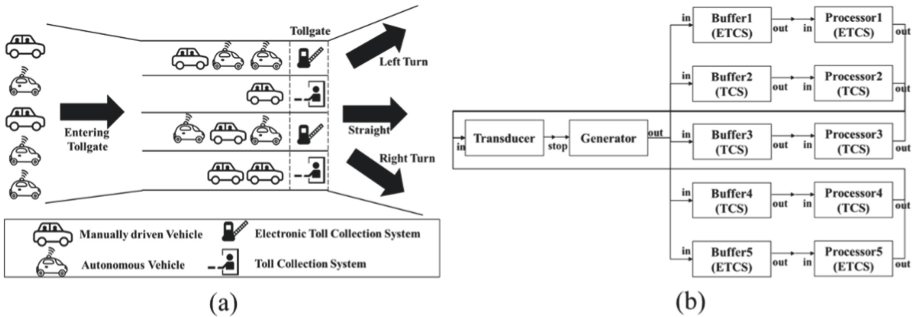 Tollgate
Left Turn
Entering
Tollgate
Straight
Right Turn
Manually driven Vehicle
Electronic Toll Collection System
Autonomous Vehicle
Toll Collection System
(a)
in
Buffer1
(ETCS)
out
in
Processor1
(ETCS)
out
in
Buffer2
(TCS)
out
in
Processor2
(TCS)
out
in
Transducer
stop
Generator
out
in
Buffer3
(TCS)
out
in
Processor3
(TCS)
out
in
Buffer4
(TCS)
out
in
Processor4
(TCS)
out
in
Buffer5
(ETCS)
out
in
Processor5
(ETCS)
out
(b)